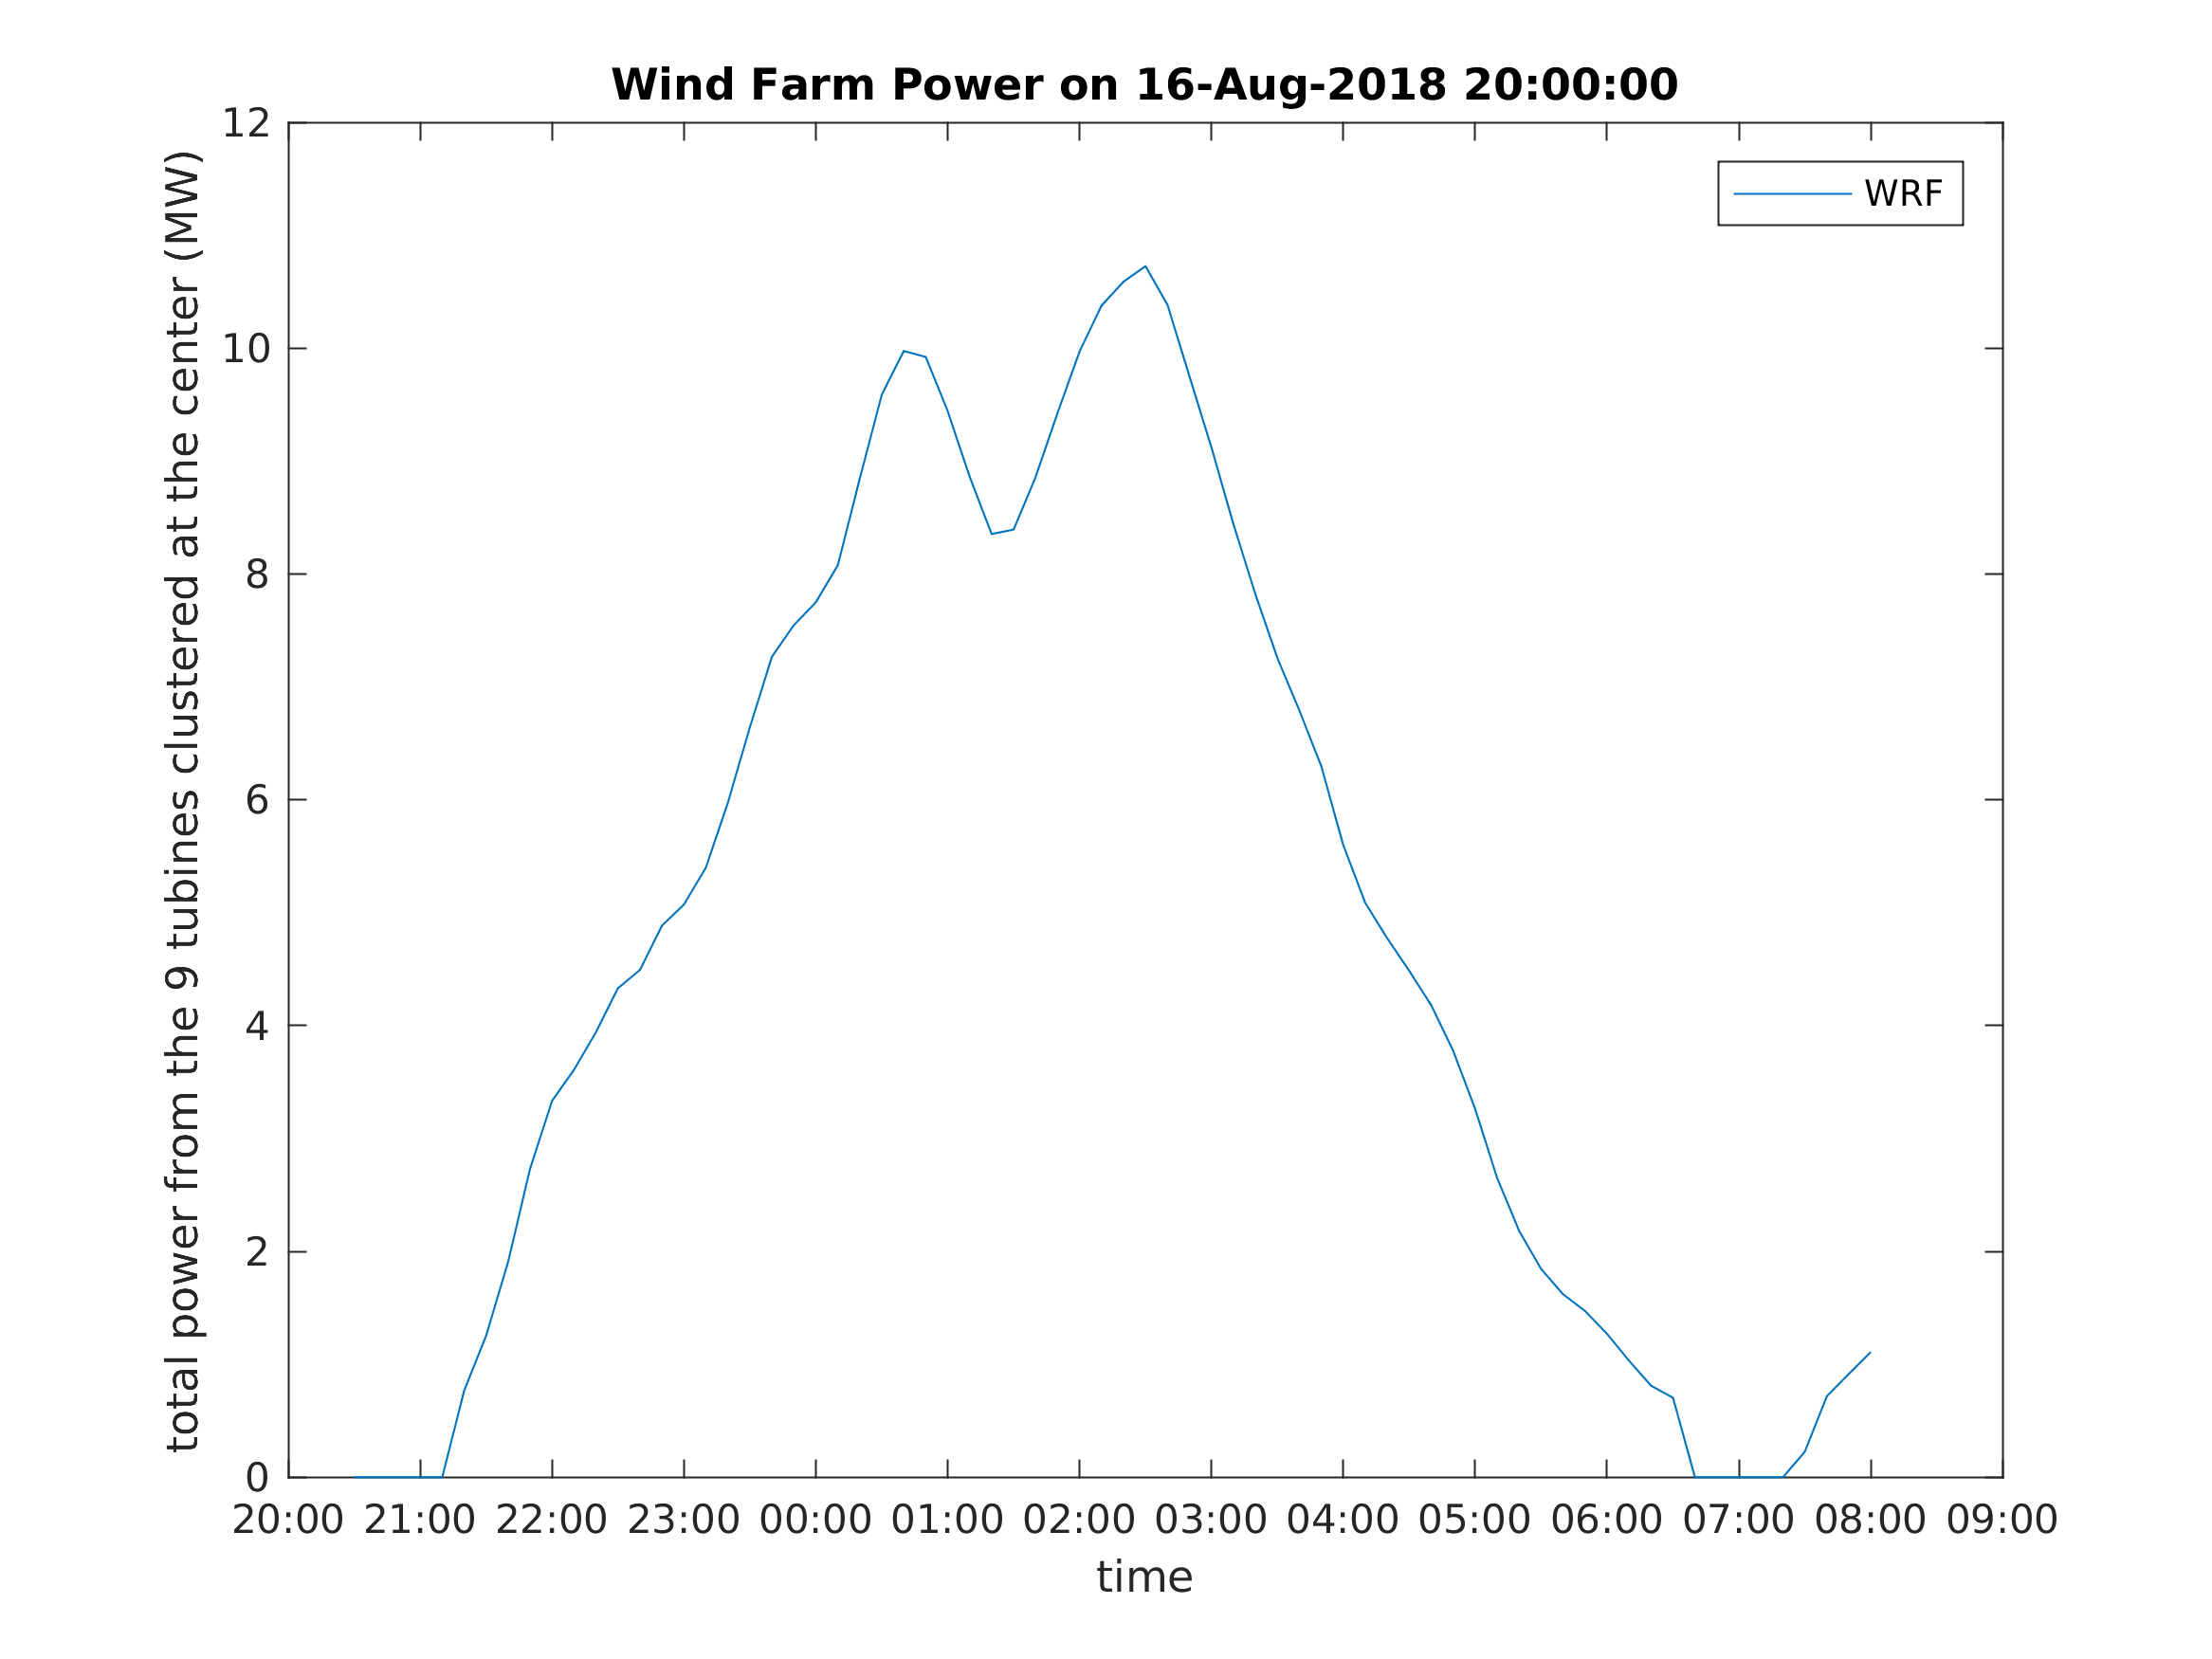 Wind Farm Power on 16-Aug-2018 20:00:00
total power from the 9 tubines clustered at the center (MW)
12
10
8
6
4
2
0
WRF
20:00 21:00 22:00 23:00 00:00 01:00 02:00 03:00 04:00 05:00 06:00 07:00 08:00 09:00
time